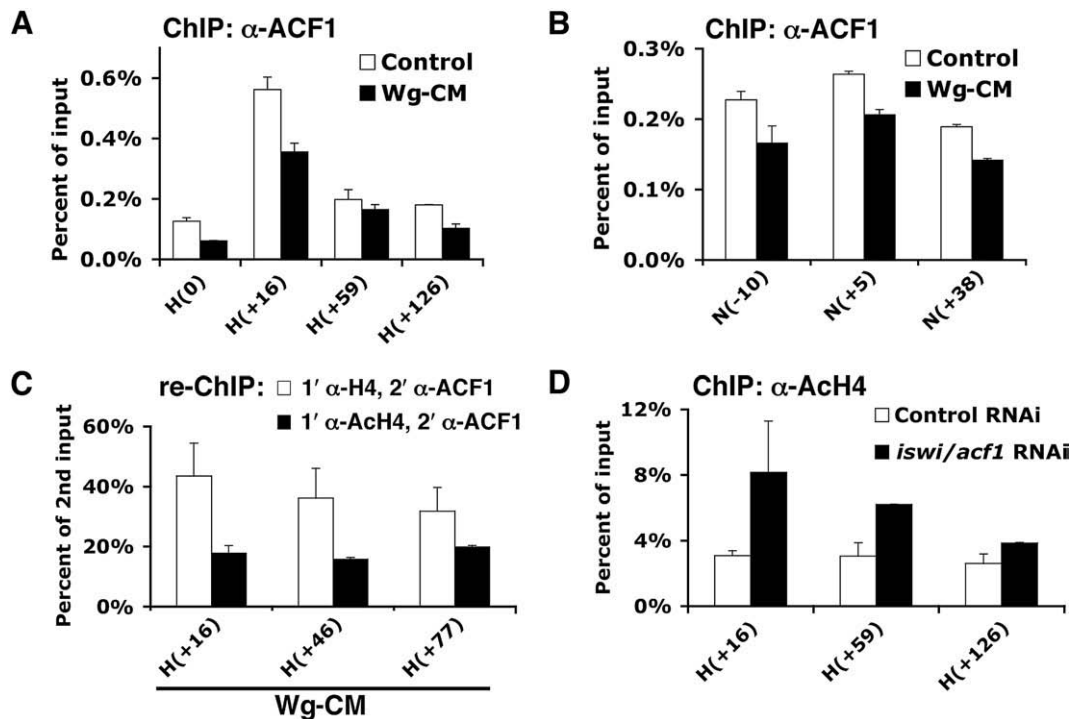 A
ChIP: α-ACF1
Control
Wg-CM
Percent of input
0.6%
0.4%
0.2%
0.0%
H(0)
H(+16)
H(+59)
H(+126)
B
ChIP: α-ACF1
Control
Wg-CM
Percent of input
0.3%
0.2%
0.1%
0.0%
N(-10)
N(+5)
N(+38)
C
re-ChIP:
1′ α-H4, 2′ α-ACF1
1′ α-AcH4, 2′ α-ACF1
Percent of 2nd input
60%
40%
20%
0%
H(+16)
H(+46)
H(+77)
Wg-CM
D
ChIP: α-AcH4
Control RNAi
iswi/acf1 RNAi
Percent of input
12%
8%
4%
0%
H(+16)
H(+59)
H(+126)